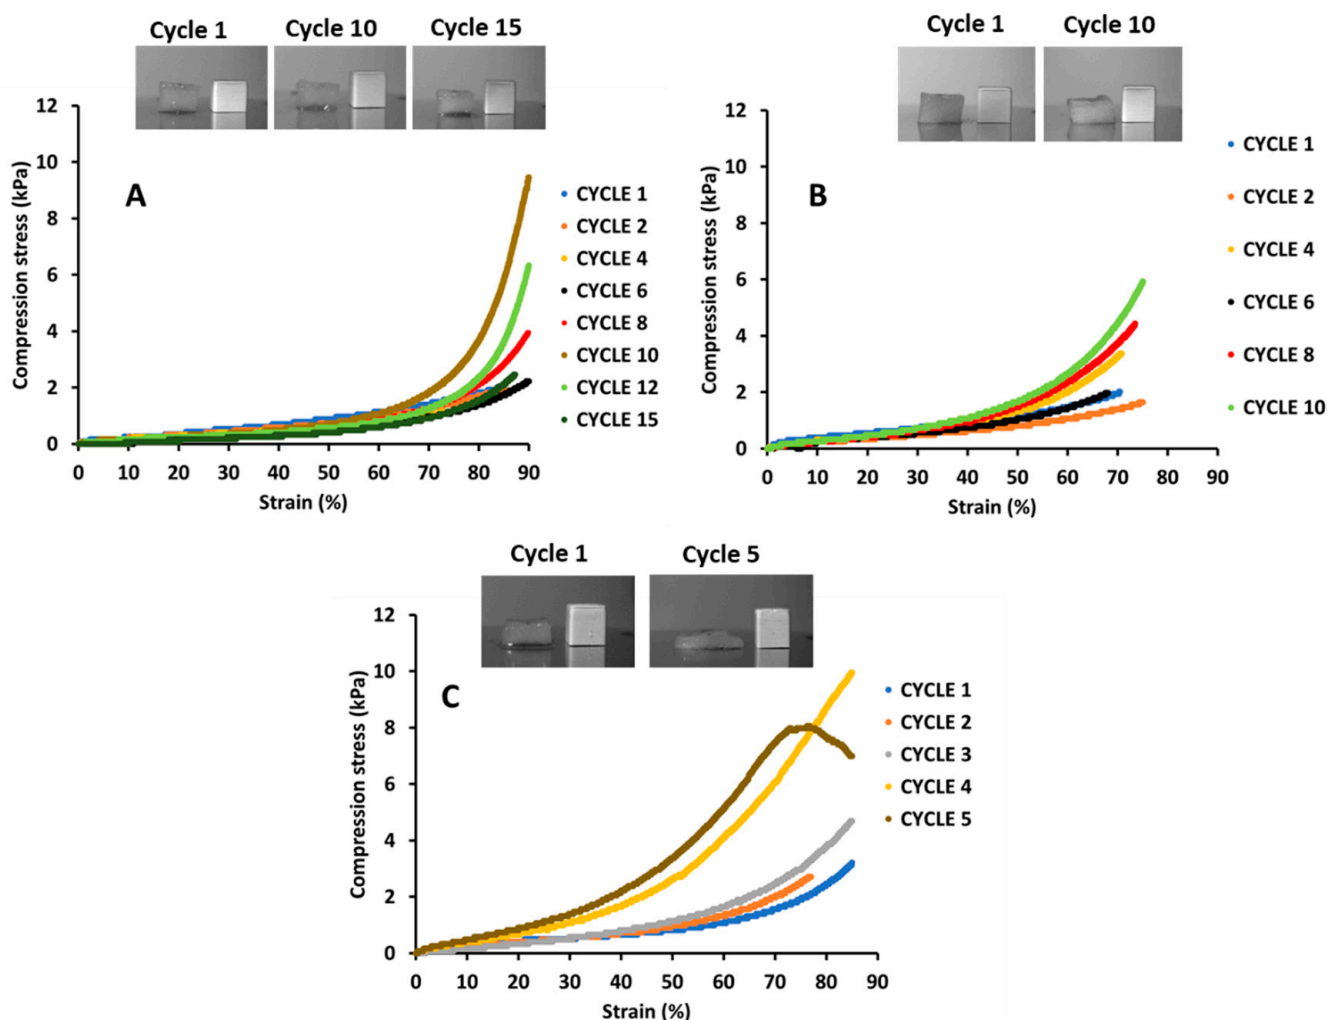 Cycle 1 Cycle 10 Cycle 15
12
10
8
6
4
2
0
Compression stress (kPa)
A
CYCLE 1
CYCLE 2
CYCLE 4
CYCLE 6
CYCLE 8
CYCLE 10
CYCLE 12
CYCLE 15
0 10 20 30 40 50 60 70 80 90
Strain (%)
Cycle 1 Cycle 10
12
10
8
6
4
2
0
Compression stress (kPa)
B
CYCLE 1
CYCLE 2
CYCLE 4
CYCLE 6
CYCLE 8
CYCLE 10
0 10 20 30 40 50 60 70 80 90
Strain (%)
Cycle 1 Cycle 5
12
10
8
6
4
2
0
Compression stress (kPa)
C
CYCLE 1
CYCLE 2
CYCLE 3
CYCLE 4
CYCLE 5
0 10 20 30 40 50 60 70 80 90
Strain (%)